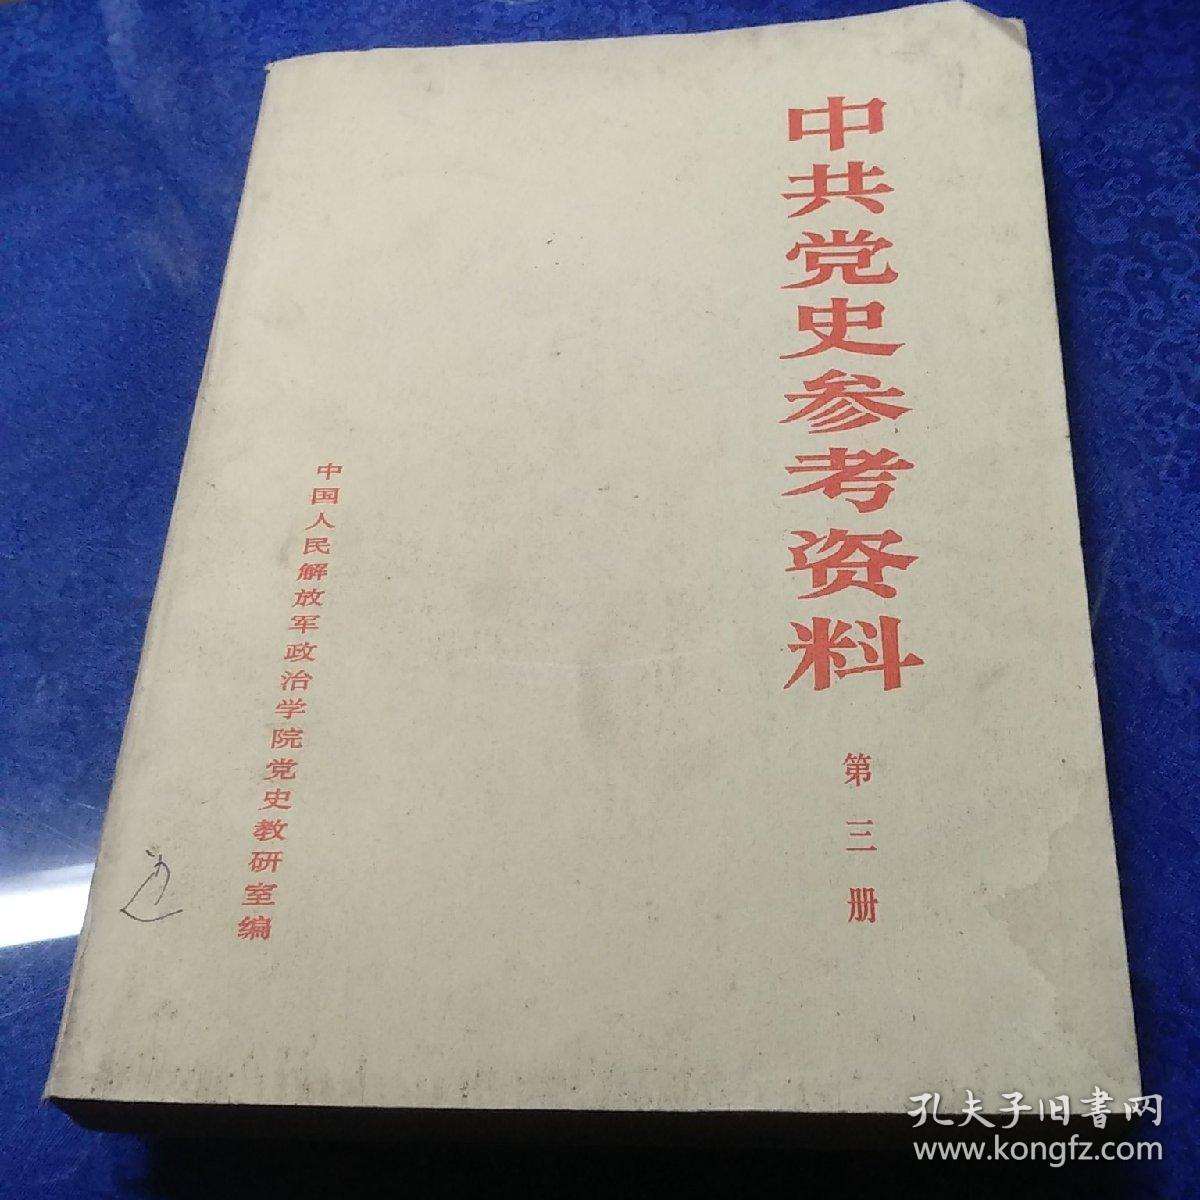 中共党史参考资料
第三册
中国人民解放军政治学院党史教研室编
孔夫子旧書网
www.kongfz.com